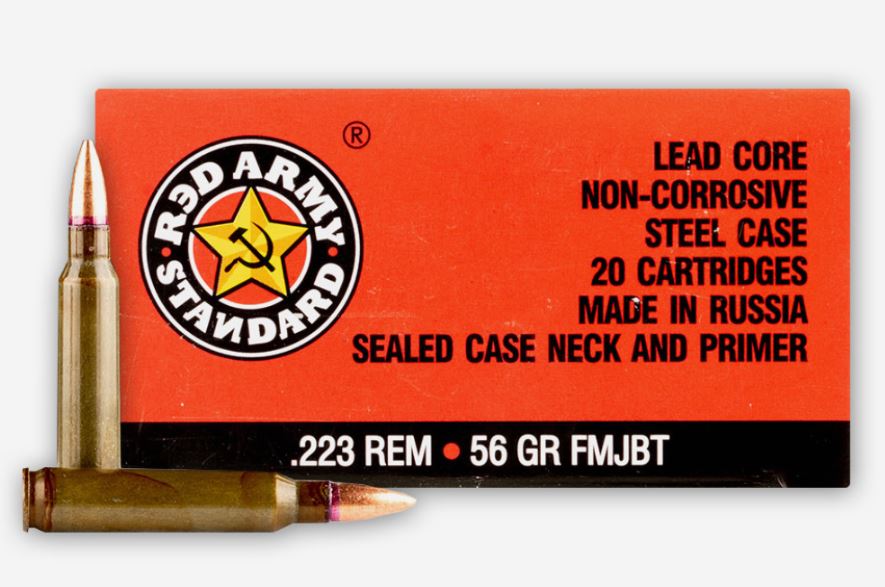 RED ARMY
STANDARD
®
LEAD CORE
NON-CORROSIVE
STEEL CASE
20 CARTRIDGES
MADE IN RUSSIA
SEALED CASE NECK AND PRIMER
.223 REM • 56 GR FMJBT